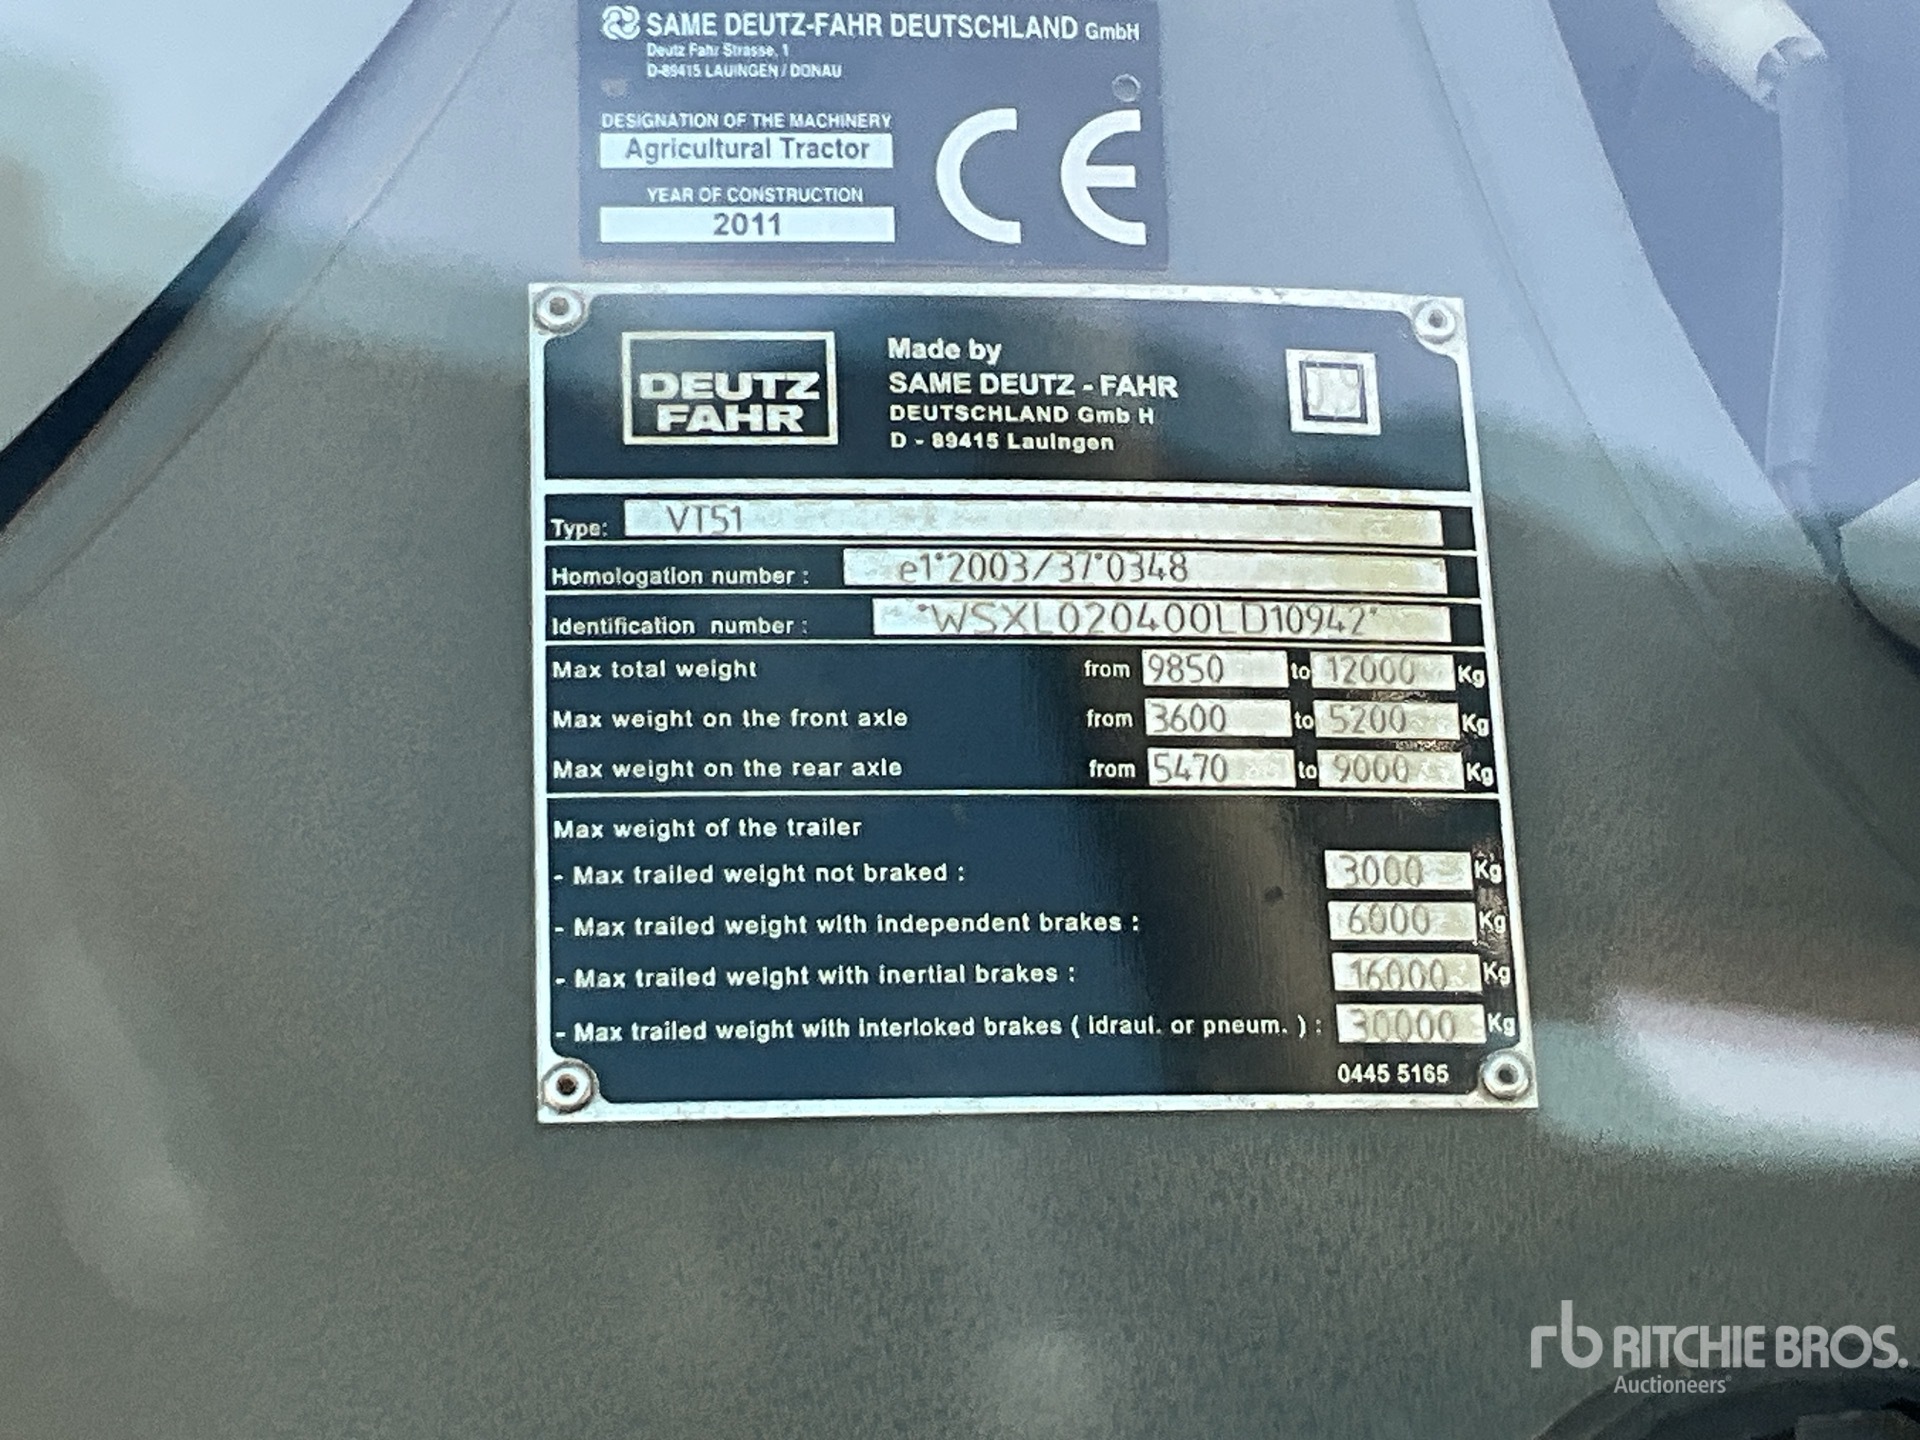 SAME DEUTZ-FAHR DEUTSCHLAND GmbH
Deutz Fahr Strasse, 1
D-89415 LAUINGEN / DONAU
DESIGNATION OF THE MACHINERY
Agricultural Tractor
YEAR OF CONSTRUCTION
2011
CE
DEUTZ
FAHR
Made by
SAME DEUTZ - FAHR
DEUTSCHLAND Gmb H
D - 89415 Lauingen
Type: VT51
Homologation number : e1*2003/37*0348
Identification number : *WSXL020400LD10942*
Max total weight from 9850 to 12000 Kg
Max weight on the front axle from 3600 to 5200 Kg
Max weight on the rear axle from 5470 to 9000 Kg
Max weight of the trailer
- Max trailed weight not braked : 3000 Kg
- Max trailed weight with independent brakes : 6000 Kg
- Max trailed weight with inertial brakes : 16000 Kg
- Max trailed weight with interloked brakes ( idraul. or pneum. ) : 30000 Kg
0445 5165
rb RITCHIE BROS.
Auctioneers